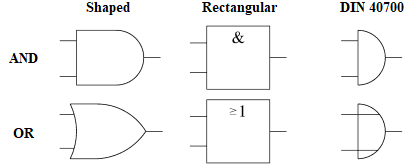 Shaped Rectangular DIN 40700
AND &
OR ≥1